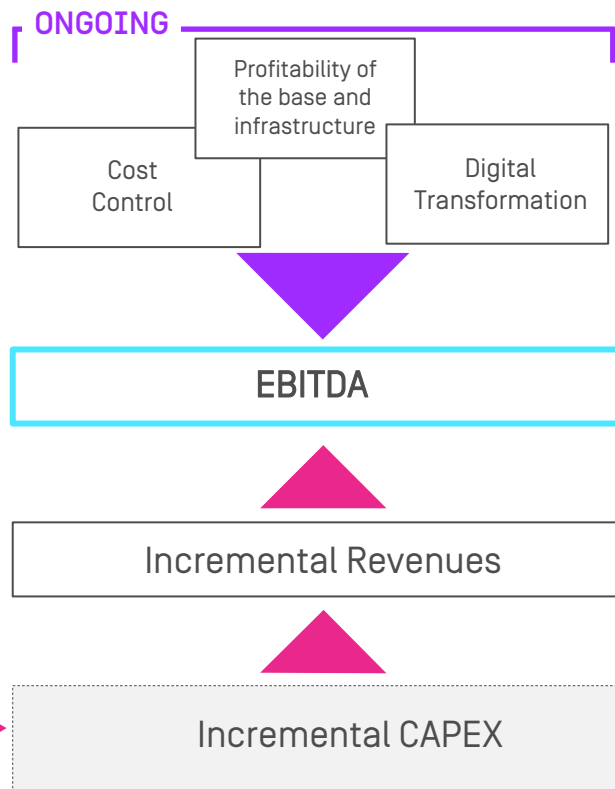 ONGOING
Profitability of
the base and
infrastructure
Cost
Control
Digital
Transformation
EBITDA
Incremental Revenues
Incremental CAPEX